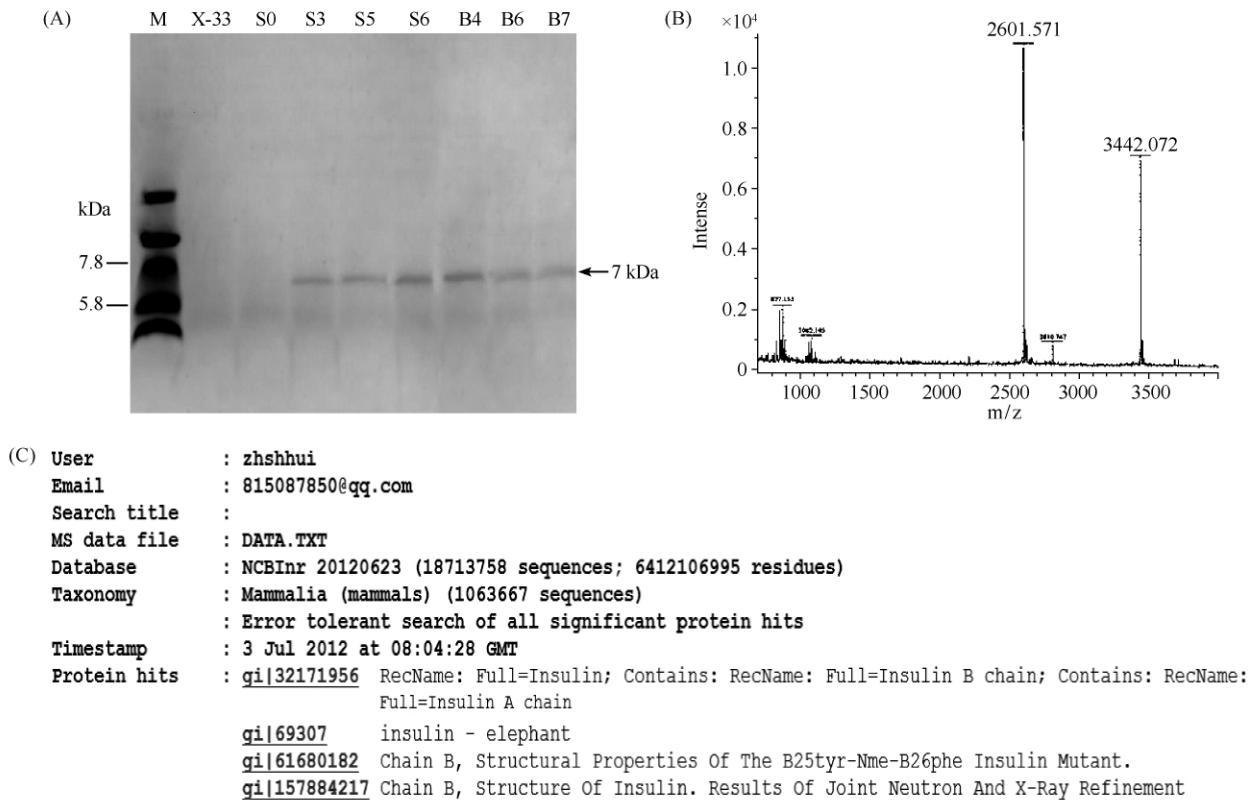 (A) M X-33 S0 S3 S5 S6 B4 B6 B7
kDa
7.8
5.8
7 kDa
(B) ×10⁴
2601.571
1.0
0.8
3442.072
0.6
Intense
0.4
0.2
0
1000 1500 2000 2500 3000 3500
m/z
(C) User : zhshhui
Email : 815087850@qq.com
Search title :
MS data file : DATA.TXT
Database : NCBInr 20120623 (18713758 sequences; 6412106995 residues)
Taxonomy : Mammalia (mammals) (1063667 sequences)
: Error tolerant search of all significant protein hits
Timestamp : 3 Jul 2012 at 08:04:28 GMT
Protein hits : gi|32171956 RecName: Full=Insulin; Contains: RecName: Full=Insulin B chain; Contains: RecName:
Full=Insulin A chain
gi|69307 insulin - elephant
gi|61680182 Chain B, Structural Properties Of The B25tyr-Nme-B26phe Insulin Mutant.
gi|157884217 Chain B, Structure Of Insulin. Results Of Joint Neutron And X-Ray Refinement